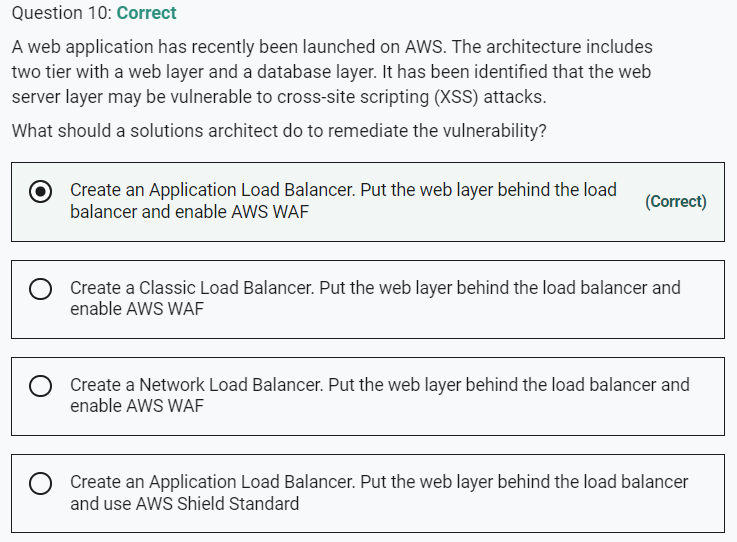 Question 10: Correct
A web application has recently been launched on AWS. The architecture includes
two tier with a web layer and a database layer. It has been identified that the web
server layer may be vulnerable to cross-site scripting (XSS) attacks.
What should a solutions architect do to remediate the vulnerability?
Create an Application Load Balancer. Put the web layer behind the load
balancer and enable AWS WAF
(Correct)
Create a Classic Load Balancer. Put the web layer behind the load balancer and
enable AWS WAF
Create a Network Load Balancer. Put the web layer behind the load balancer and
enable AWS WAF
Create an Application Load Balancer. Put the web layer behind the load balancer
and use AWS Shield Standard